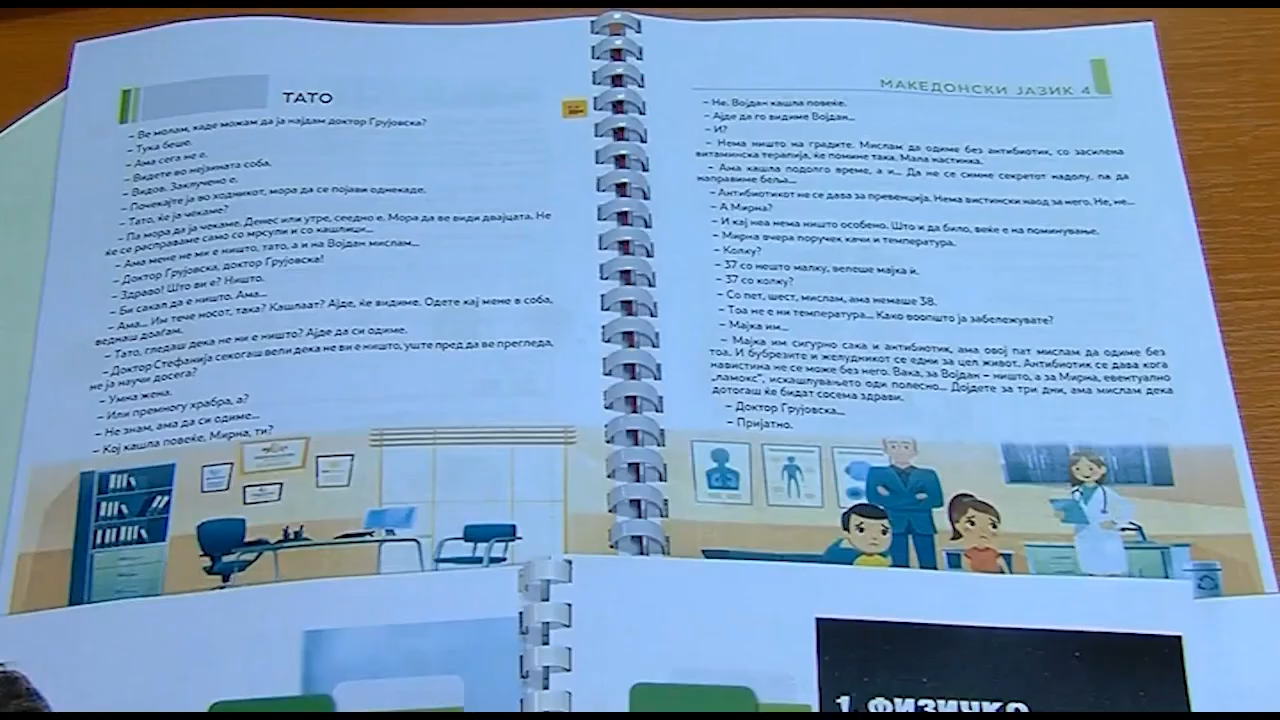 ТАТО
– Ве молам, каде можам да ја најдам доктор Грујовска?
– Тука беше.
– Ама сега не е.
– Видете во нејзината соба.
– Видов. Заклучено е.
– Почекајте ја во ходникот, мора да се појави однекаде.
– Тато, ќе ја чекаме?
– Па мора да ја чекаме. Денес или утре, сеедно е. Мора да ве види двајцата. Не
ќе се расправаме само со мрсули и со кашлици...
– Ама мене не ми е ништо, тато, а и на Војдан мислам...
– Доктор Грујовска, доктор Грујовска!
– Здраво! Што ви е? Ништо.
– Би сакал да е ништо. Ама...
– Ама... Им тече носот, така? Кашлаат? Ајде, ќе видиме. Одете кај мене в соба,
веднаш доаѓам.
– Тато, гледаш дека не ни е ништо? Ајде да си одиме.
– Доктор Стефанија секогаш вели дека не ви е ништо, уште пред да ве прегледа,
не ја научи досега?
– Умна жена.
– Или премногу храбра, а?
– Не знам, ама да си одиме...
– Кој кашла повеќе, Мирна, ти?
МАКЕДОНСКИ ЈАЗИК 4
– Не. Војдан кашла повеќе.
– Ајде да го видиме Војдан...
– И?
– Нема ништо на градите. Мислам да одиме без антибиотик, со засилена
витаминска терапија, ќе помине така. Мала настинка.
– Ама кашла подолго време, а и... Да не се симне секретот надолу, па да
направиме беља...
– Антибиотикот не се дава за превенција. Нема вистински наод за него. Не, не...
– А Мирна?
– И кај неа нема ништо особено. Што и да било, веќе е на поминување.
– Мирна вчера поручек качи и температура.
– Колку?
– 37 со нешто малку, велеше мајка ѝ.
– 37 со колку?
– Со пет, шест, мислам, ама немаше 38.
– Тоа не е ни температура... Како воопшто ја забележувате?
– Мајка им...
– Мајка им сигурно сака и антибиотик, ама овој пат мислам да одиме без
тоа. И бубрезите и желудникот се едни за цел живот. Антибиотик се дава кога
навистина не се може без него. Вака, за Војдан – ништо, а за Мирна, евентуално
„ламокс“, искашлувањето оди полесно... Дојдете за три дни, ама мислам дека
дотогаш ќе бидат сосема здрави.
– Доктор Грујовска...
– Пријатно.
1. ФИЗИЧКО